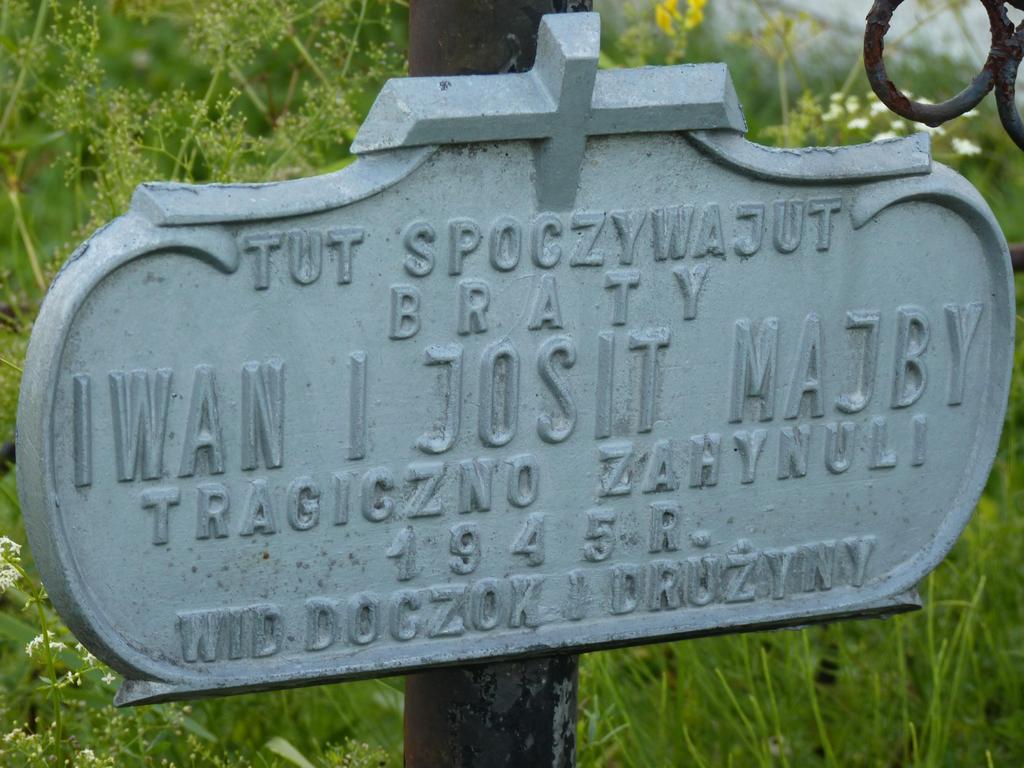 TUT SPOCZYWAJUT
BRATY
IWAN I JOSIT MAJBY
TRAGICZNO ZAHYNULI
1945 R.
WID DOCZOK I DRUŻYNY